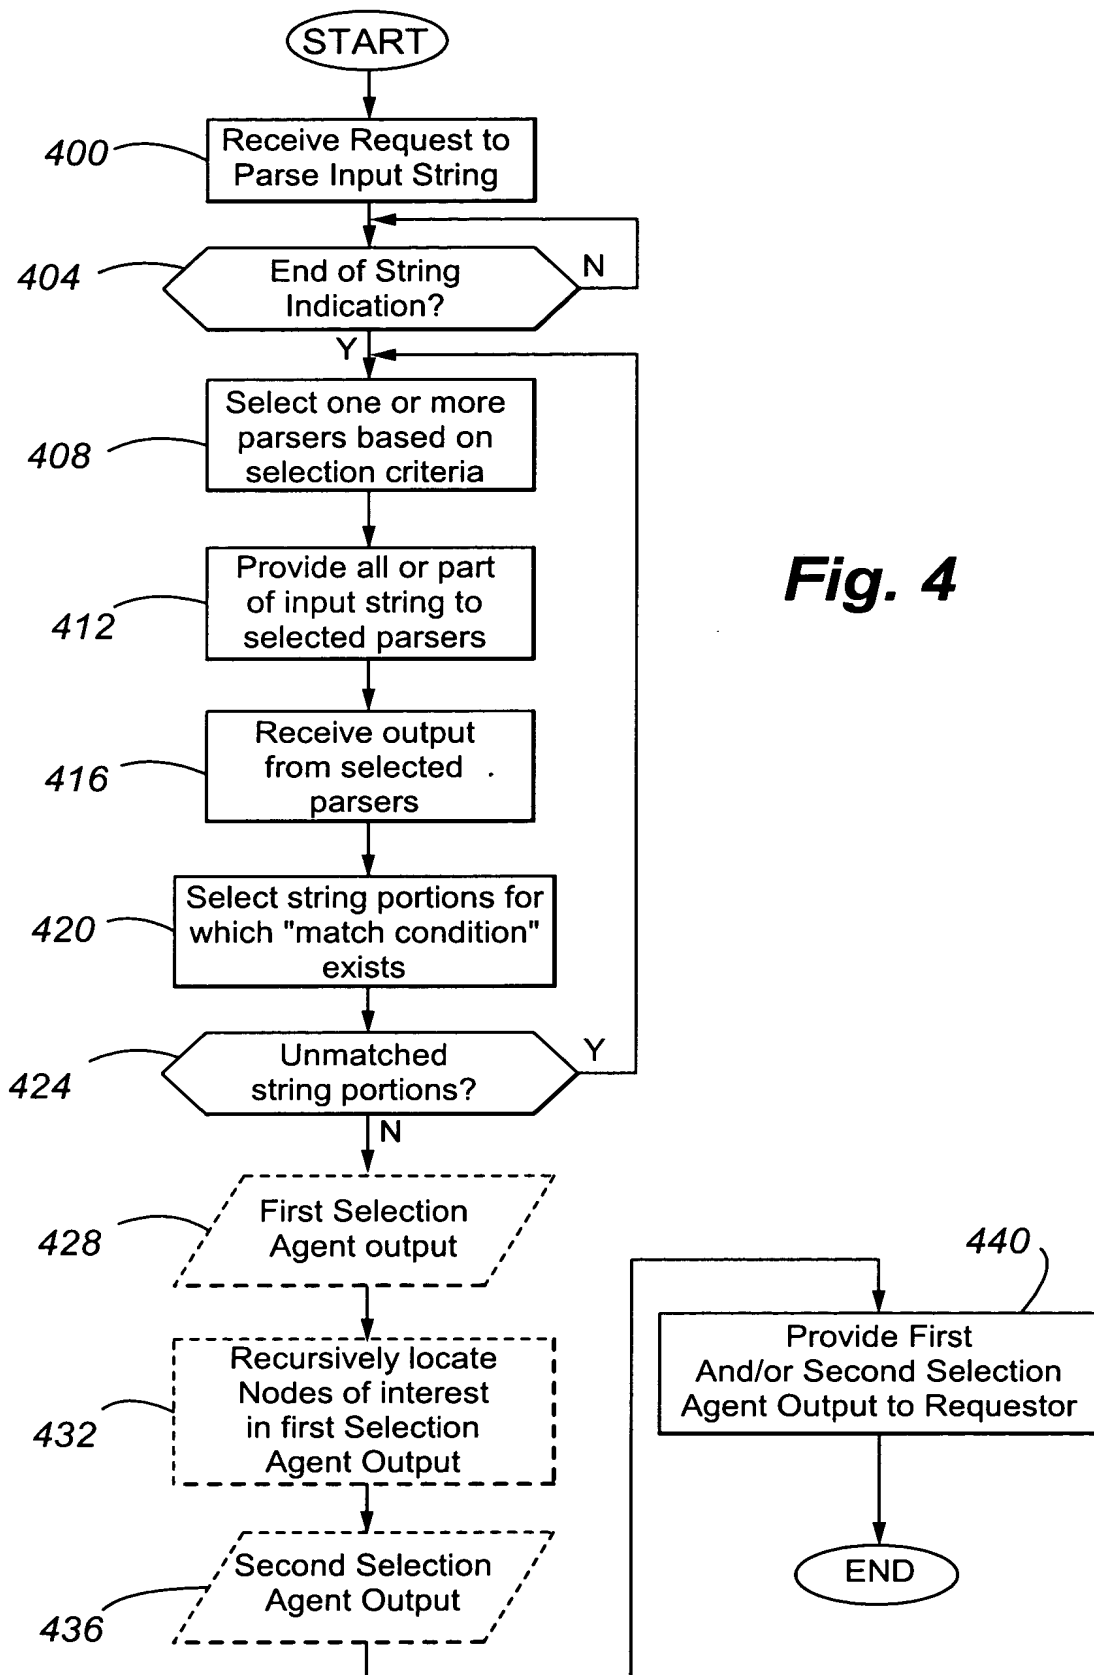 START
400
Receive Request to
Parse Input String
404
End of String
Indication?
N
Y
408
Select one or more
parsers based on
selection criteria
412
Provide all or part
of input string to
selected parsers
Fig. 4
416
Receive output
from selected
parsers
420
Select string portions for
which "match condition"
exists
424
Unmatched
string portions?
Y
N
428
First Selection
Agent output
432
Recursively locate
Nodes of interest
in first Selection
Agent Output
436
Second Selection
Agent Output
440
Provide First
And/or Second Selection
Agent Output to Requestor
END